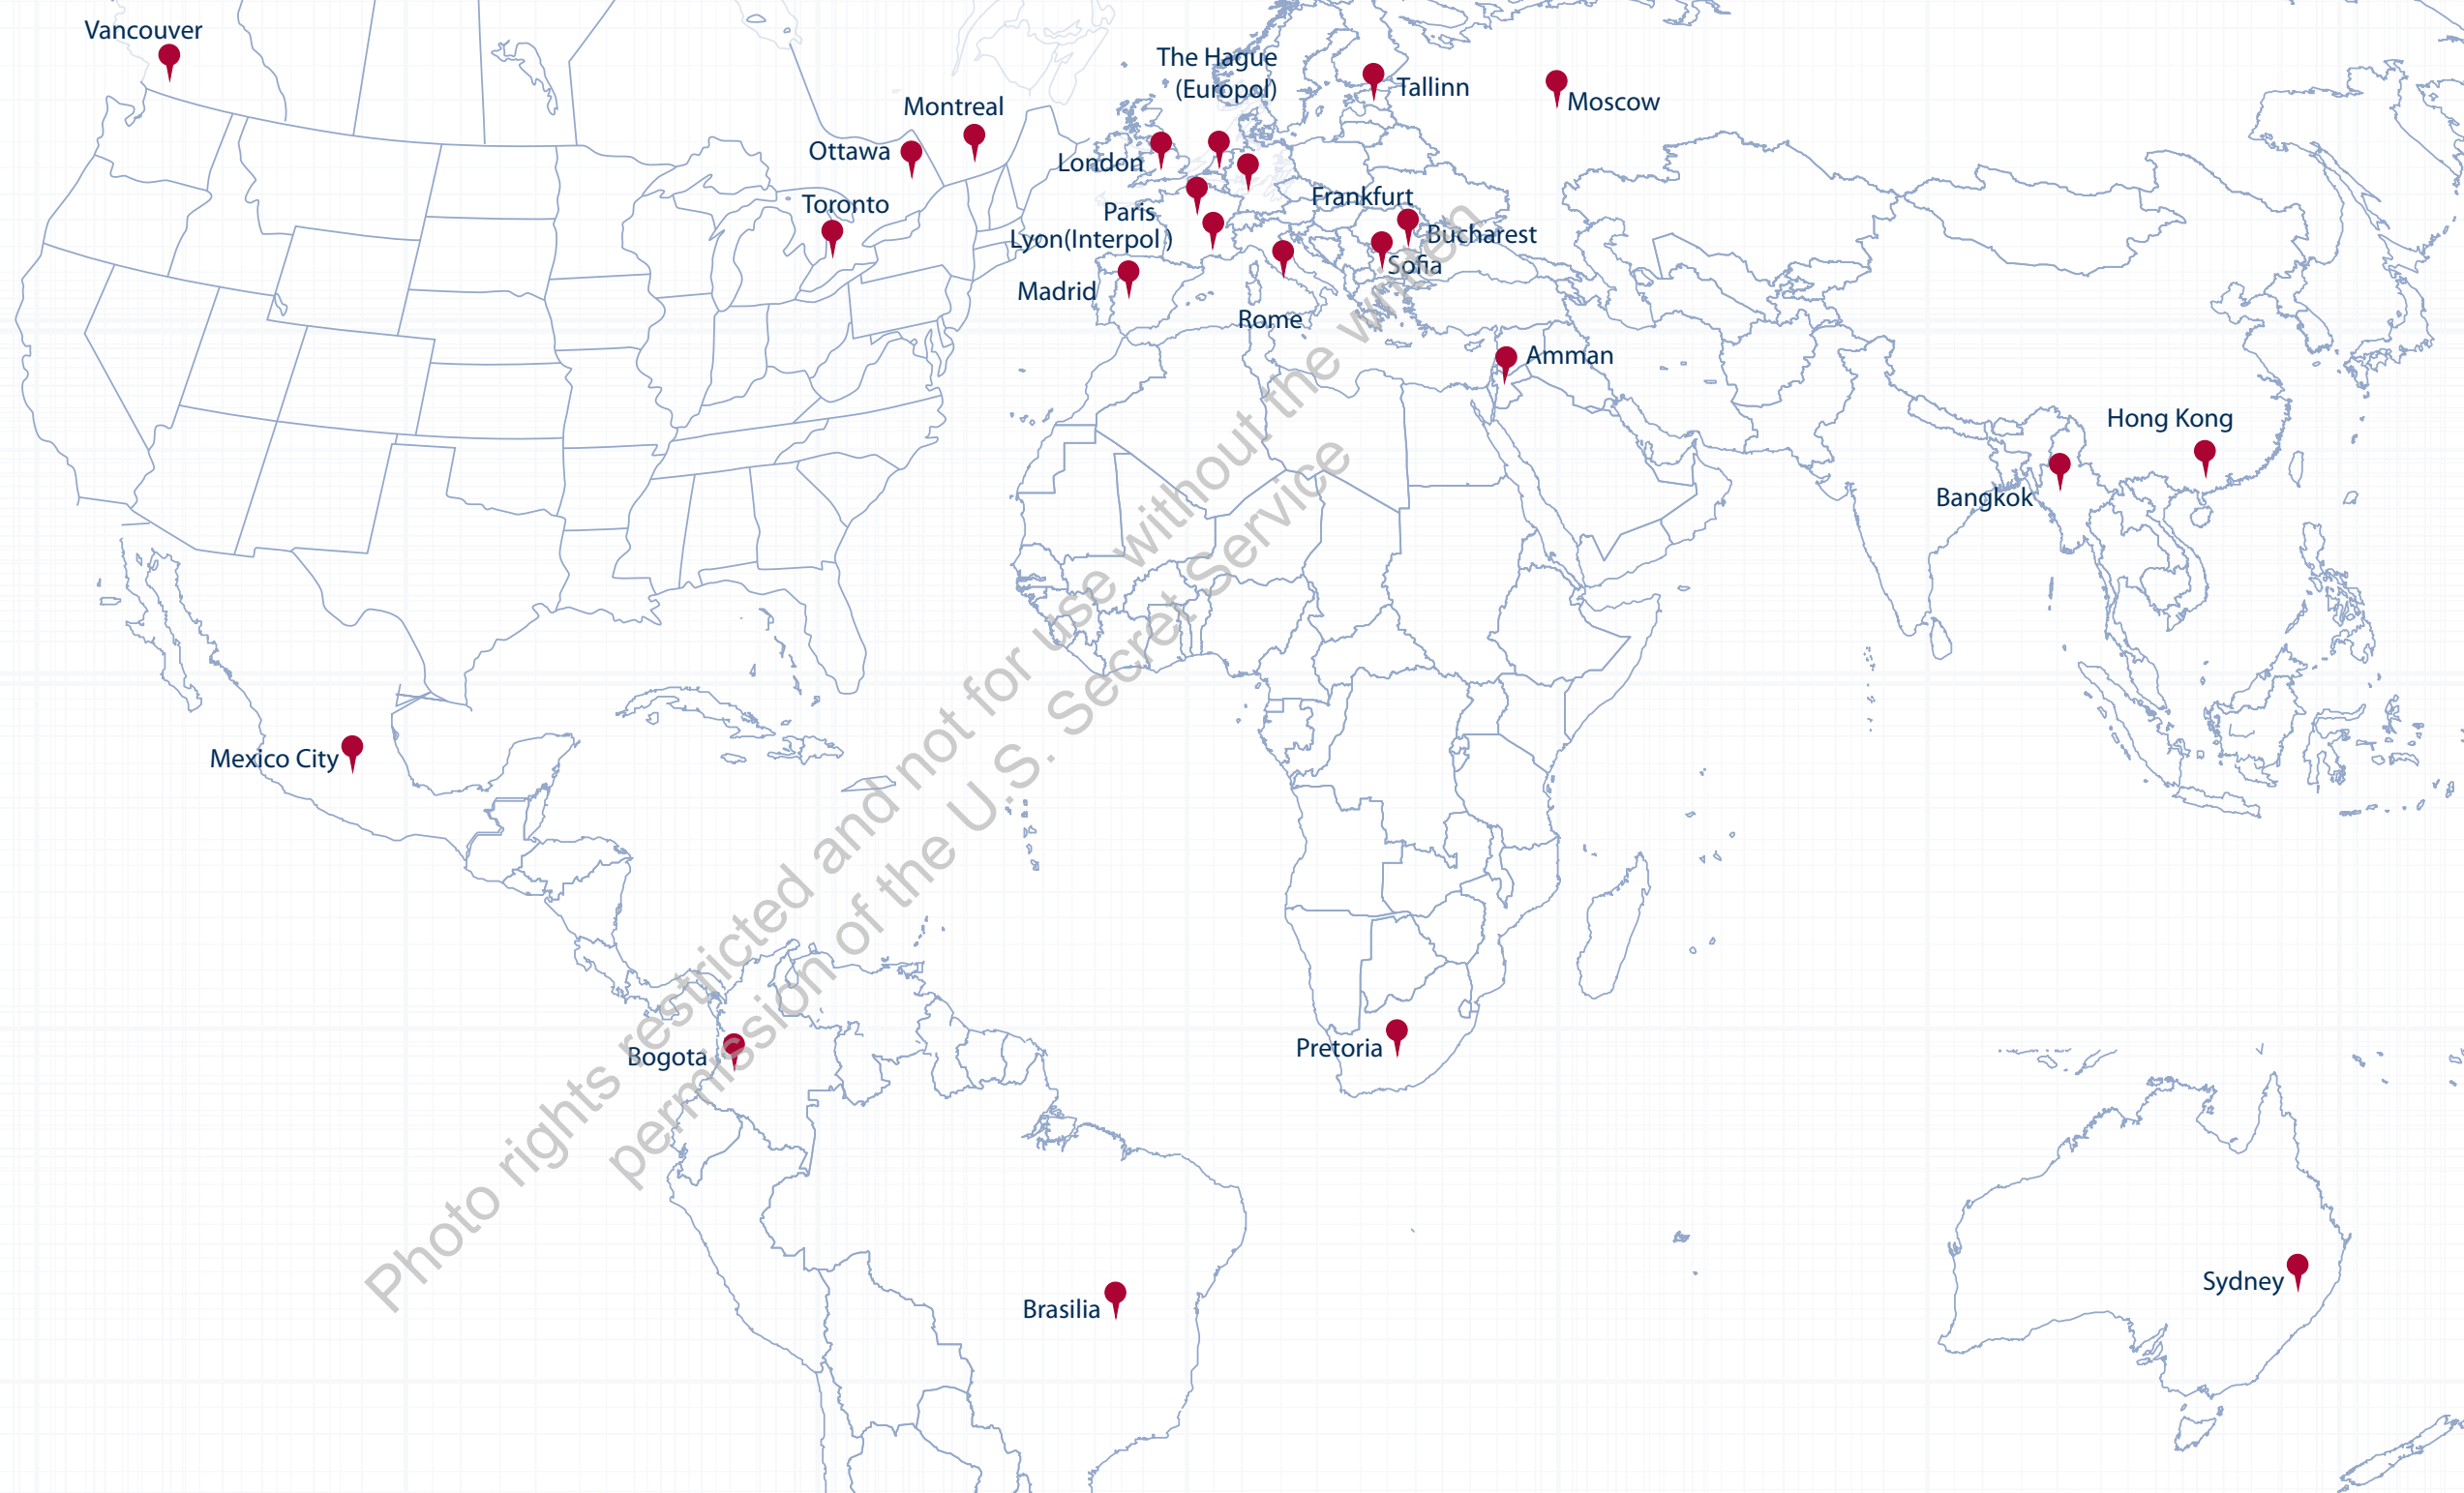 Vancouver
The Hague
(Europol)
Tallinn
Moscow
Montreal
Ottawa
London
Toronto
Frankfurt
Paris
Lyon(Interpol )
Bucharest
Sofia
Madrid
Rome
Amman
Hong Kong
Bangkok
Mexico City
Bogota
Pretoria
Brasilia
Sydney
Photo rights restricted and not for use without the written
permission of the U.S. Secret Service